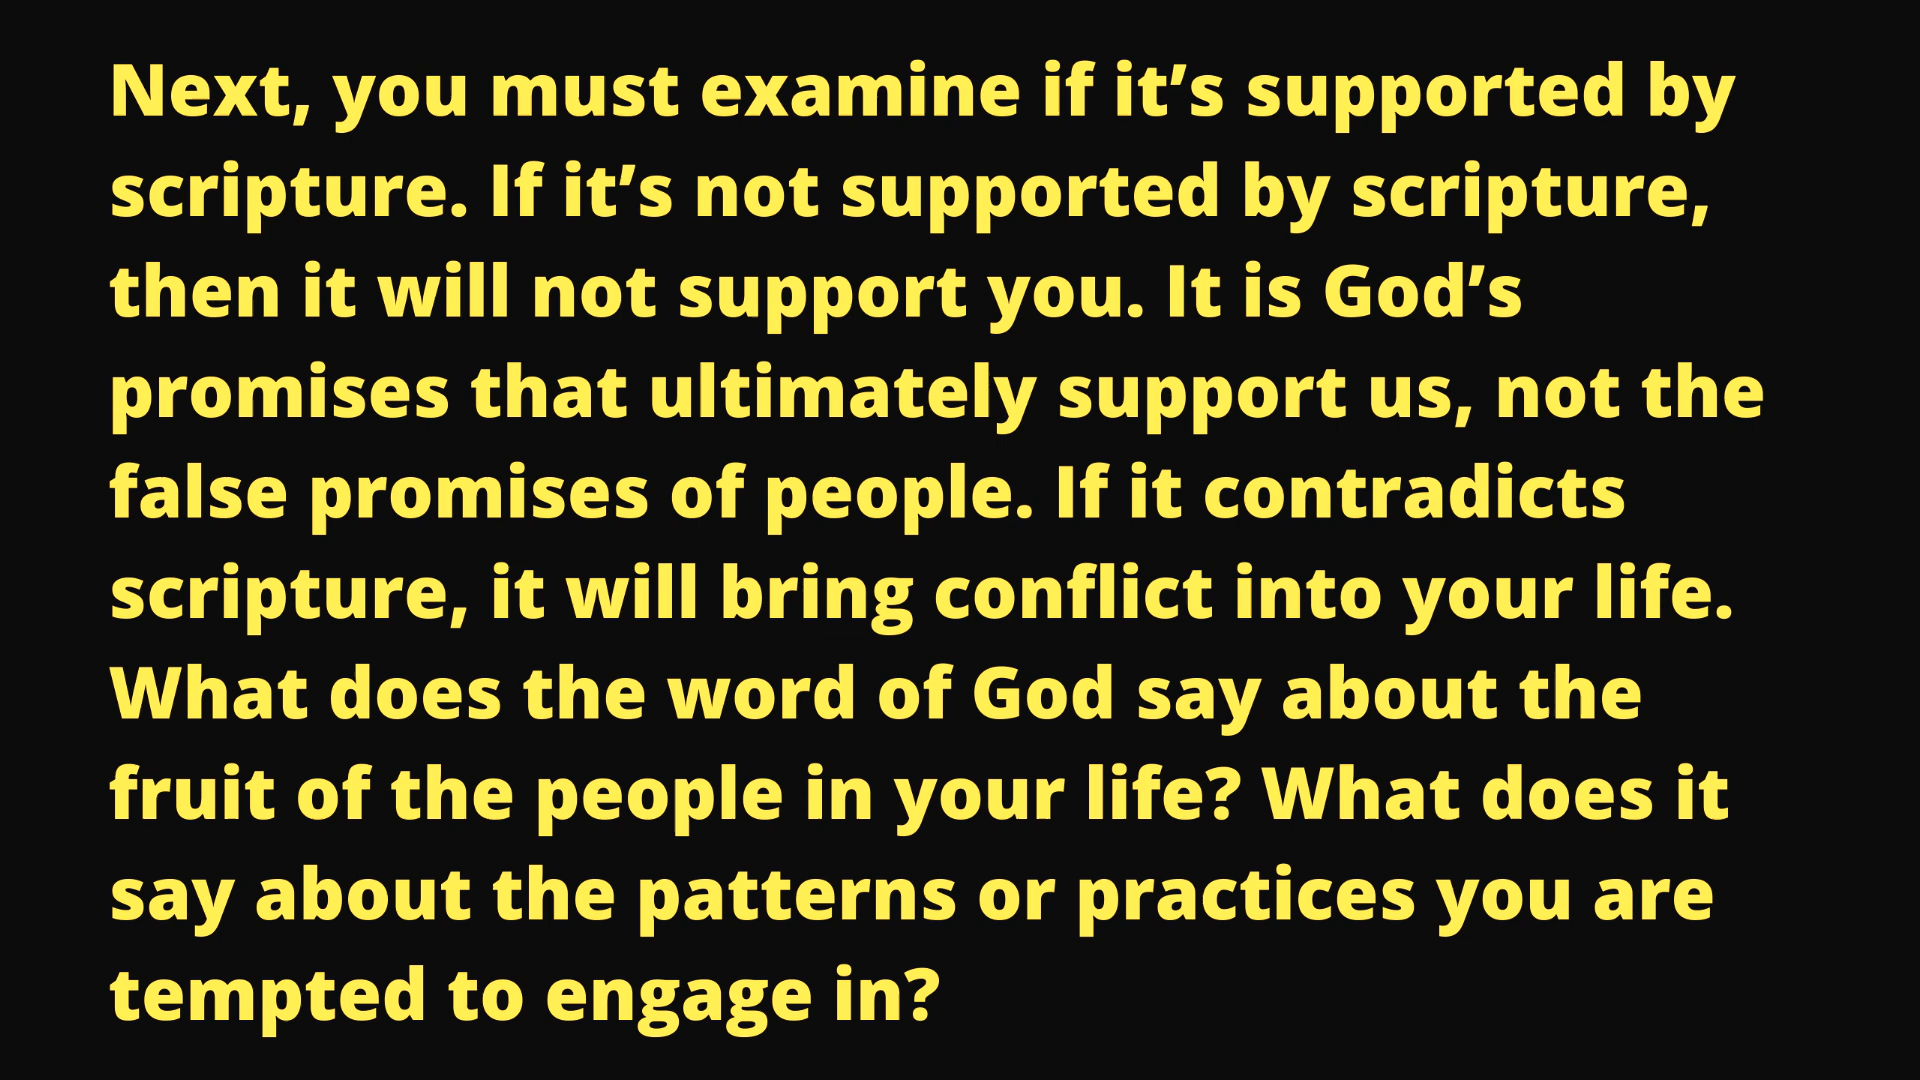 Next, you must examine if it’s supported by
scripture. If it’s not supported by scripture,
then it will not support you. It is God’s
promises that ultimately support us, not the
false promises of people. If it contradicts
scripture, it will bring conflict into your life.
What does the word of God say about the
fruit of the people in your life? What does it
say about the patterns or practices you are
tempted to engage in?